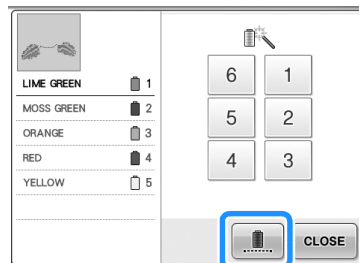 LIME GREEN 1
MOSS GREEN 2
ORANGE 3
RED 4
YELLOW 5
6 1
5 2
4 3
CLOSE